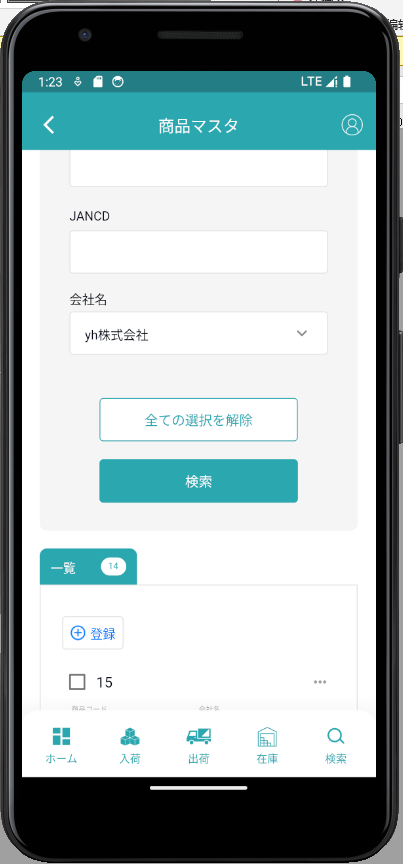 1:23
LTE
商品マスタ
JANCD
会社名
yh株式会社
全ての選択を解除
検索
一覧 14
登録
15
ホーム 入荷 出荷 在庫 検索